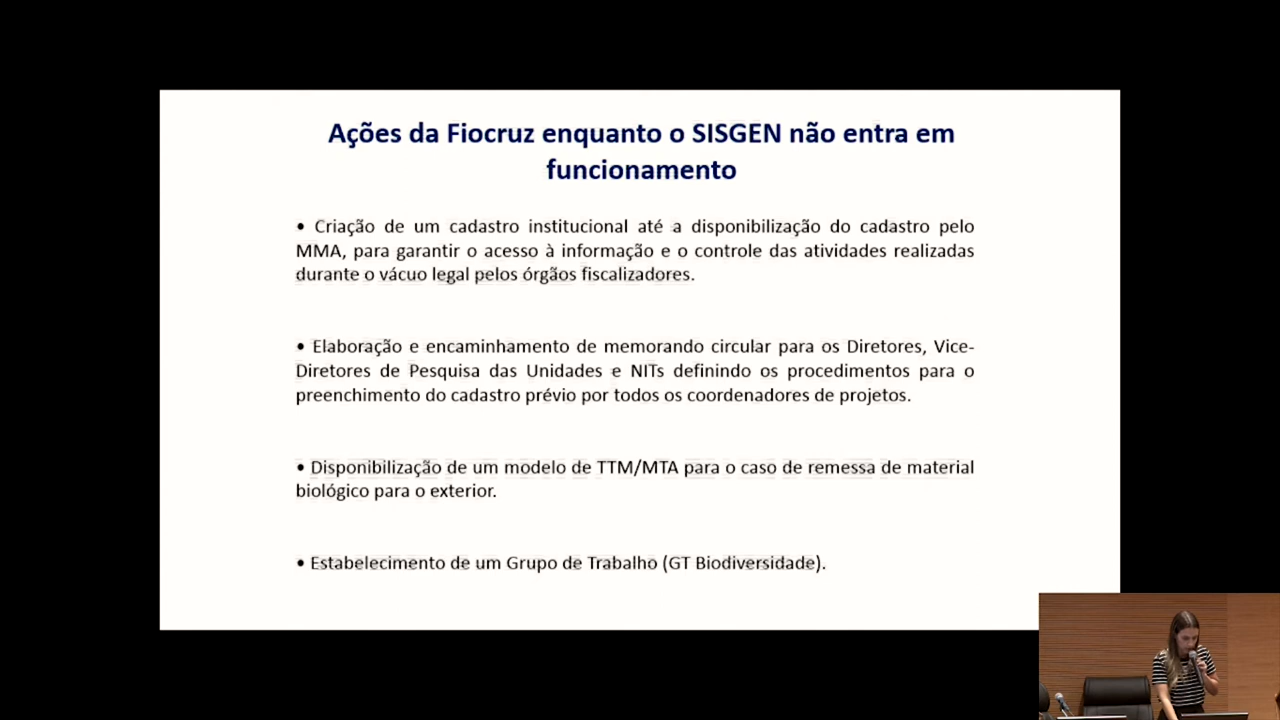 Ações da Fiocruz enquanto o SISGEN não entra em
funcionamento
• Criação de um cadastro institucional até a disponibilização do cadastro pelo
MMA, para garantir o acesso à informação e o controle das atividades realizadas
durante o vácuo legal pelos órgãos fiscalizadores.
• Elaboração e encaminhamento de memorando circular para os Diretores, Vice-
Diretores de Pesquisa das Unidades e NITs definindo os procedimentos para o
preenchimento do cadastro prévio por todos os coordenadores de projetos.
• Disponibilização de um modelo de TTM/MTA para o caso de remessa de material
biológico para o exterior.
• Estabelecimento de um Grupo de Trabalho (GT Biodiversidade).